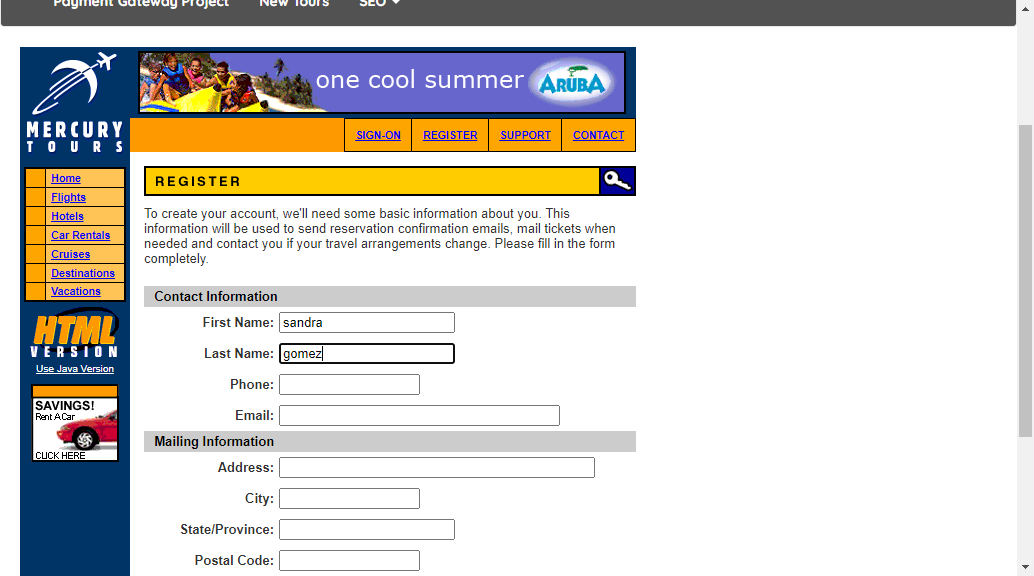 Payment Gateway Project New Tours SEO
one cool summer ARUBA
MERCURY
TOURS
SIGN-ON REGISTER SUPPORT CONTACT
Home
Flights
Hotels
Car Rentals
Cruises
Destinations
Vacations
HTML
VERSION
Use Java Version
SAVINGS!
Rent A Car
CLICK HERE
REGISTER
To create your account, we'll need some basic information about you. This
information will be used to send reservation confirmation emails, mail tickets when
needed and contact you if your travel arrangements change. Please fill in the form
completely.
Contact Information
First Name: sandra
Last Name: gomez
Phone:
Email:
Mailing Information
Address:
City:
State/Province:
Postal Code: